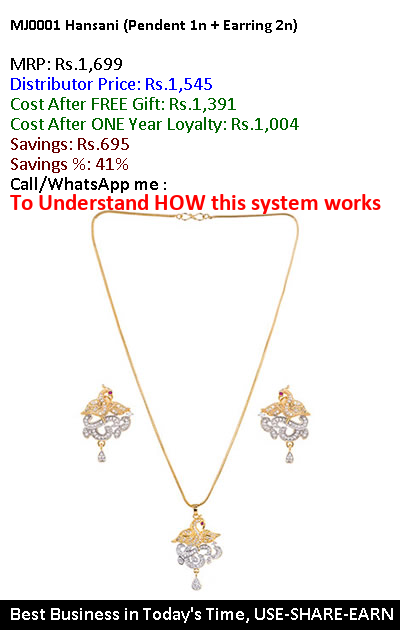 MJ0001 Hansani (Pendent 1n + Earring 2n)
MRP: Rs.1,699
Distributor Price: Rs.1,545
Cost After FREE Gift: Rs.1,391
Cost After ONE Year Loyalty: Rs.1,004
Savings: Rs.695
Savings %: 41%
Call/WhatsApp me :
To Understand HOW this system works
Best Business in Today's Time, USE-SHARE-EARN